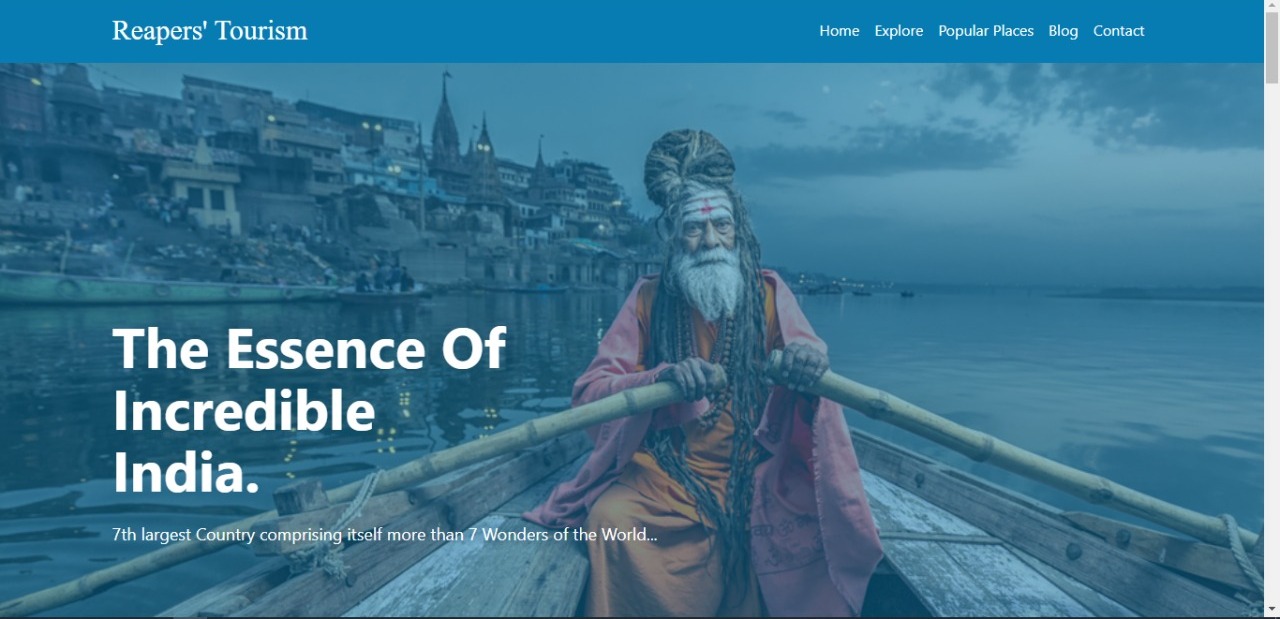 Reapers' Tourism
Home Explore Popular Places Blog Contact
The Essence Of
Incredible
India.
7th largest Country comprising itself more than 7 Wonders of the World...